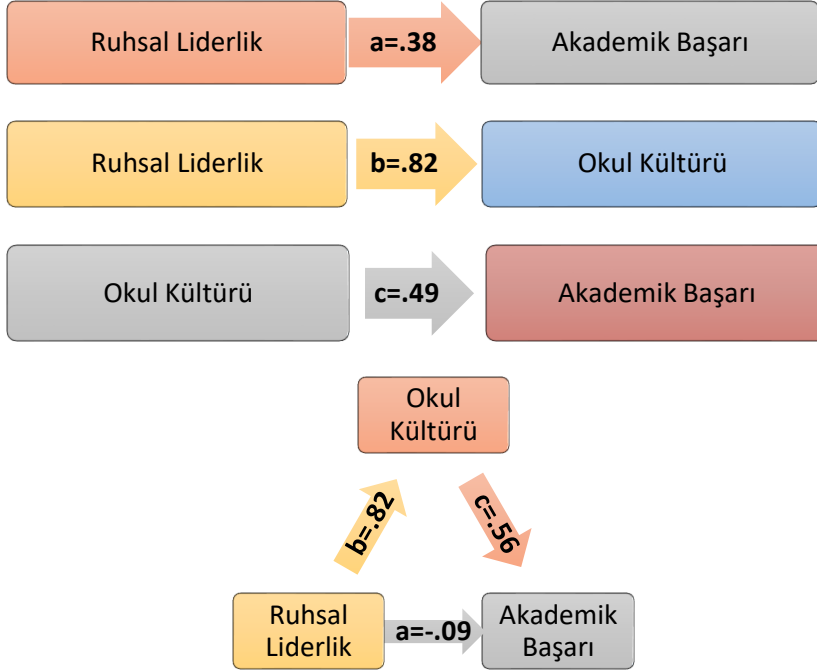 Ruhsal Liderlik
a=.38
Akademik Başarı
Ruhsal Liderlik
b=.82
Okul Kültürü
Okul Kültürü
c=.49
Akademik Başarı
Okul
Kültürü
b=.82
c=.56
Ruhsal
Liderlik
a=-.09
Akademik
Başarı